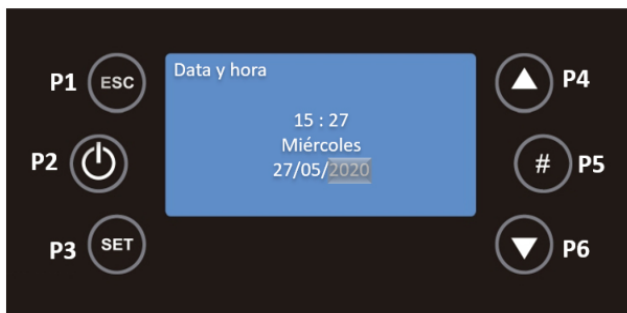 Data y hora
P1 ESC
P4
15 : 27
Miércoles
P2
# P5
27/05/2020
P3 SET
P6